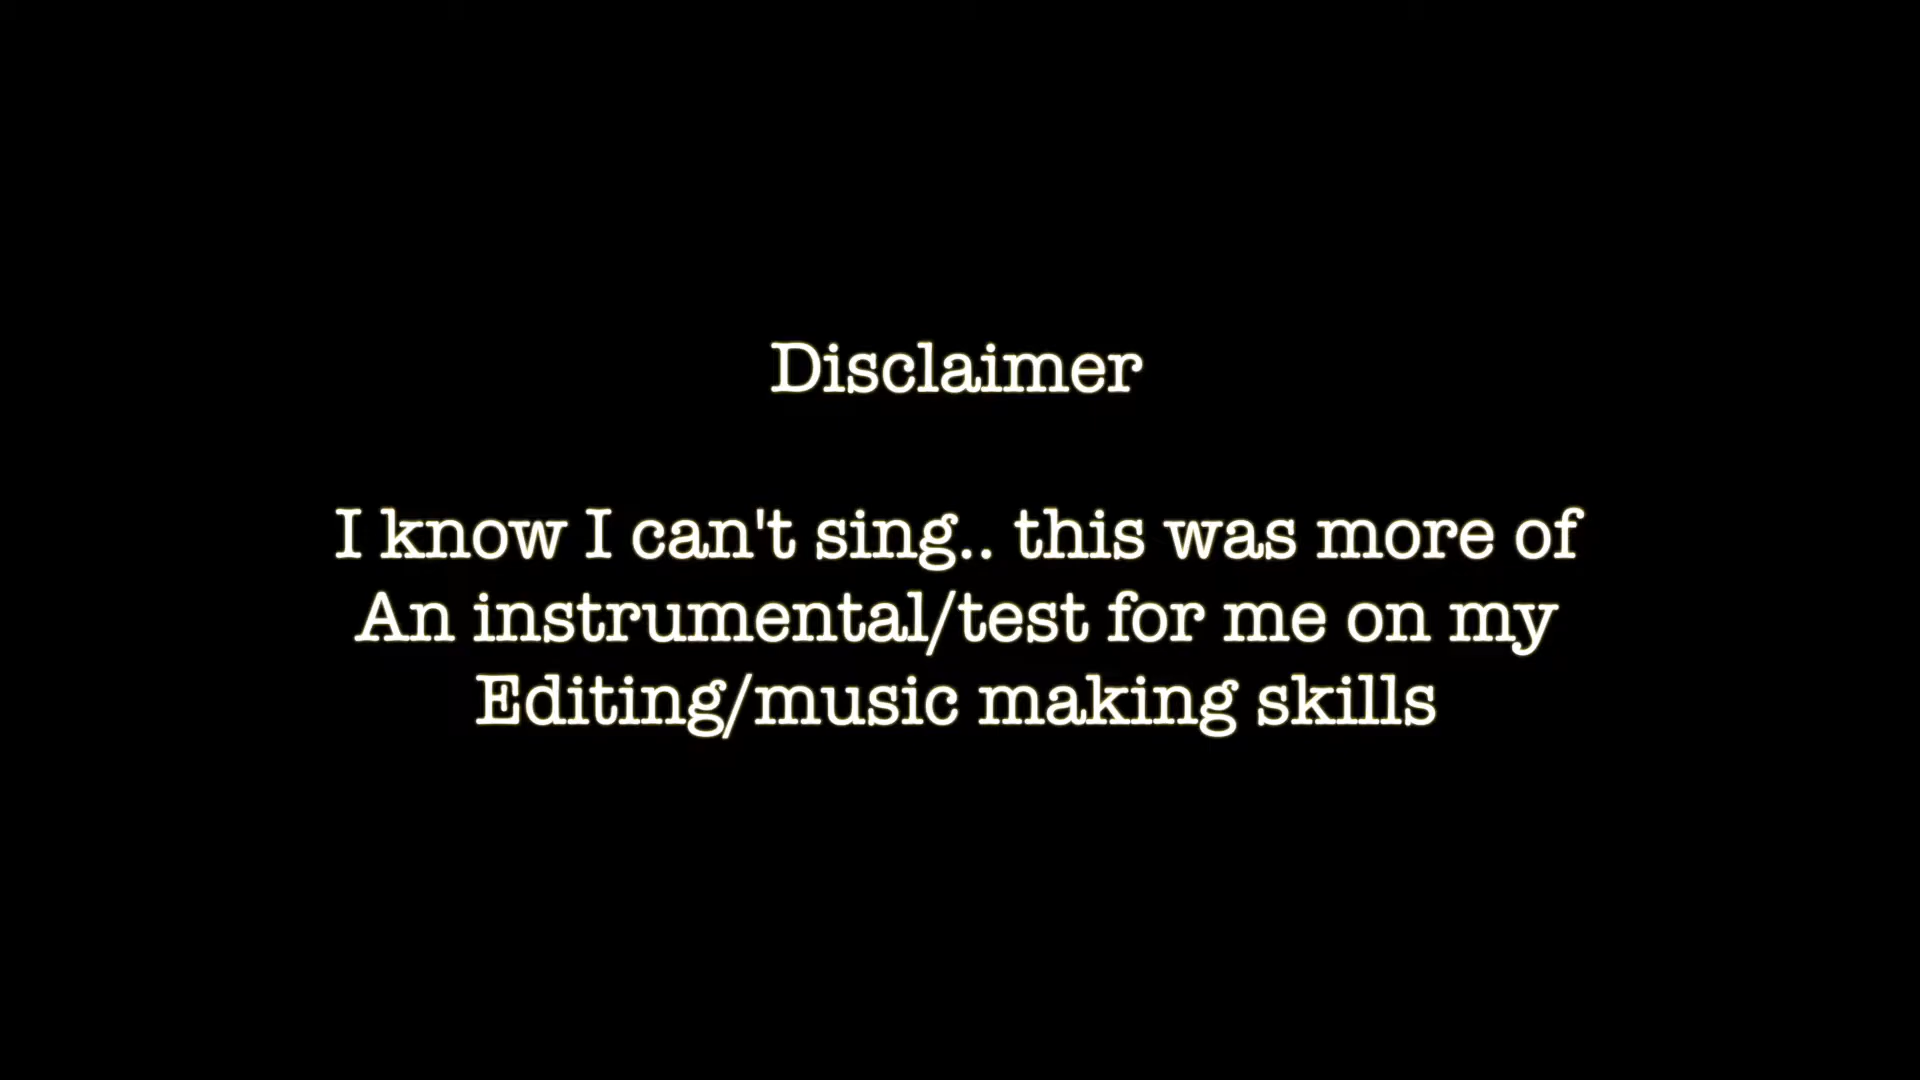 Disclaimer
I know I can't sing.. this was more of
An instrumental/test for me on my
Editing/music making skills